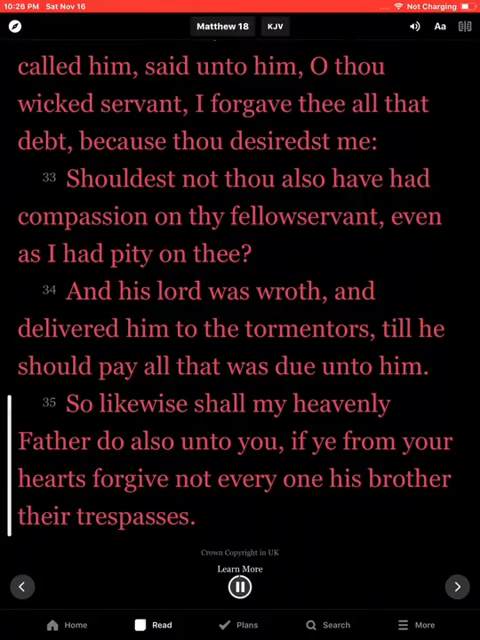 10:26 PM Sat Nov 16 Not Charging
Matthew 18 KJV Aa
called him, said unto him, O thou
wicked servant, I forgave thee all that
debt, because thou desiredst me:
33 Shouldest not thou also have had
compassion on thy fellowservant, even
as I had pity on thee?
34 And his lord was wroth, and
delivered him to the tormentors, till he
should pay all that was due unto him.
35 So likewise shall my heavenly
Father do also unto you, if ye from your
hearts forgive not every one his brother
their trespasses.
Crown Copyright in UK
Learn More
Home Read Plans Search More